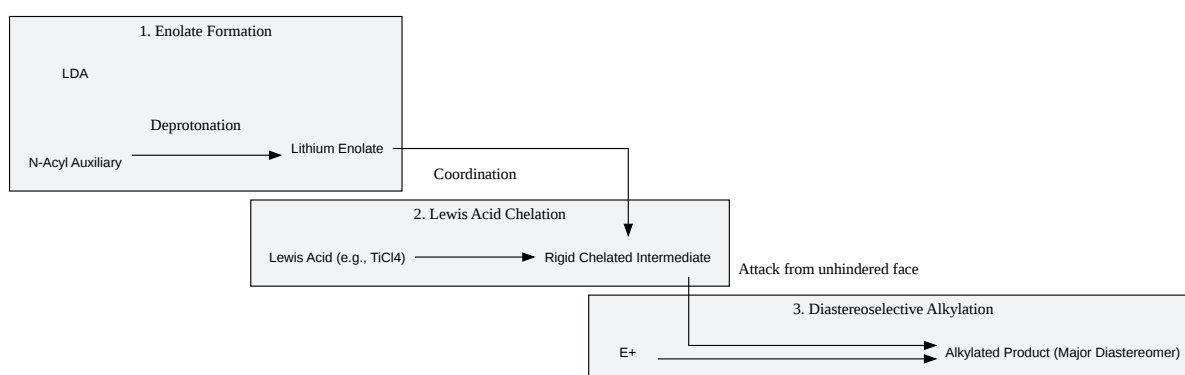 1. Enolate Formation
LDA
Deprotonation
N-Acyl Auxiliary
Lithium Enolate
Coordination
2. Lewis Acid Chelation
Lewis Acid (e.g., TiCl4)
Rigid Chelated Intermediate
Attack from unhindered face
3. Diastereoselective Alkylation
E+
Alkylated Product (Major Diastereomer)